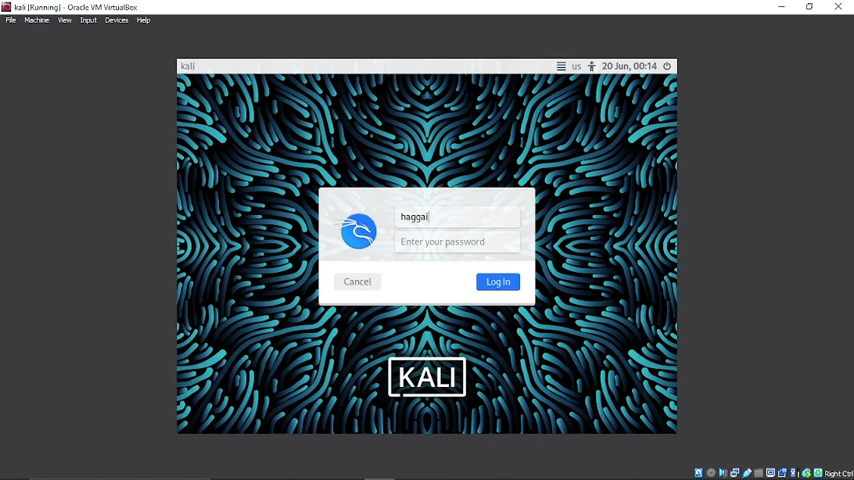 kali [Running] - Oracle VM VirtualBox
File Machine View Input Devices Help
kali us 20 Jun, 00:14
haggai
Enter your password
Cancel Log In
KALI
Right Ctrl